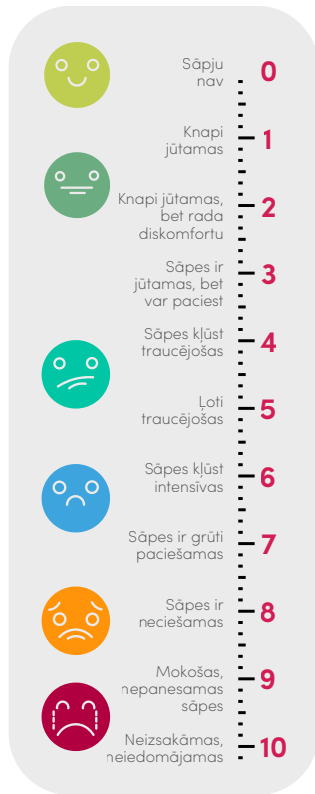 Sāpju
nav
0
Knapi
jūtamas
1
Knapi jūtamas,
bet rada
diskomfortu
2
Sāpes ir
jūtamas, bet
var paciest
3
Sāpes kļūst
traucējošas
4
Ļoti
traucējošas
5
Sāpes kļūst
intensīvas
6
Sāpes ir grūti
paciešamas
7
Sāpes ir
neciešamas
8
Mokošas,
nepanesamas
sāpes
9
Neizsakāmas,
neiedomājamas
10